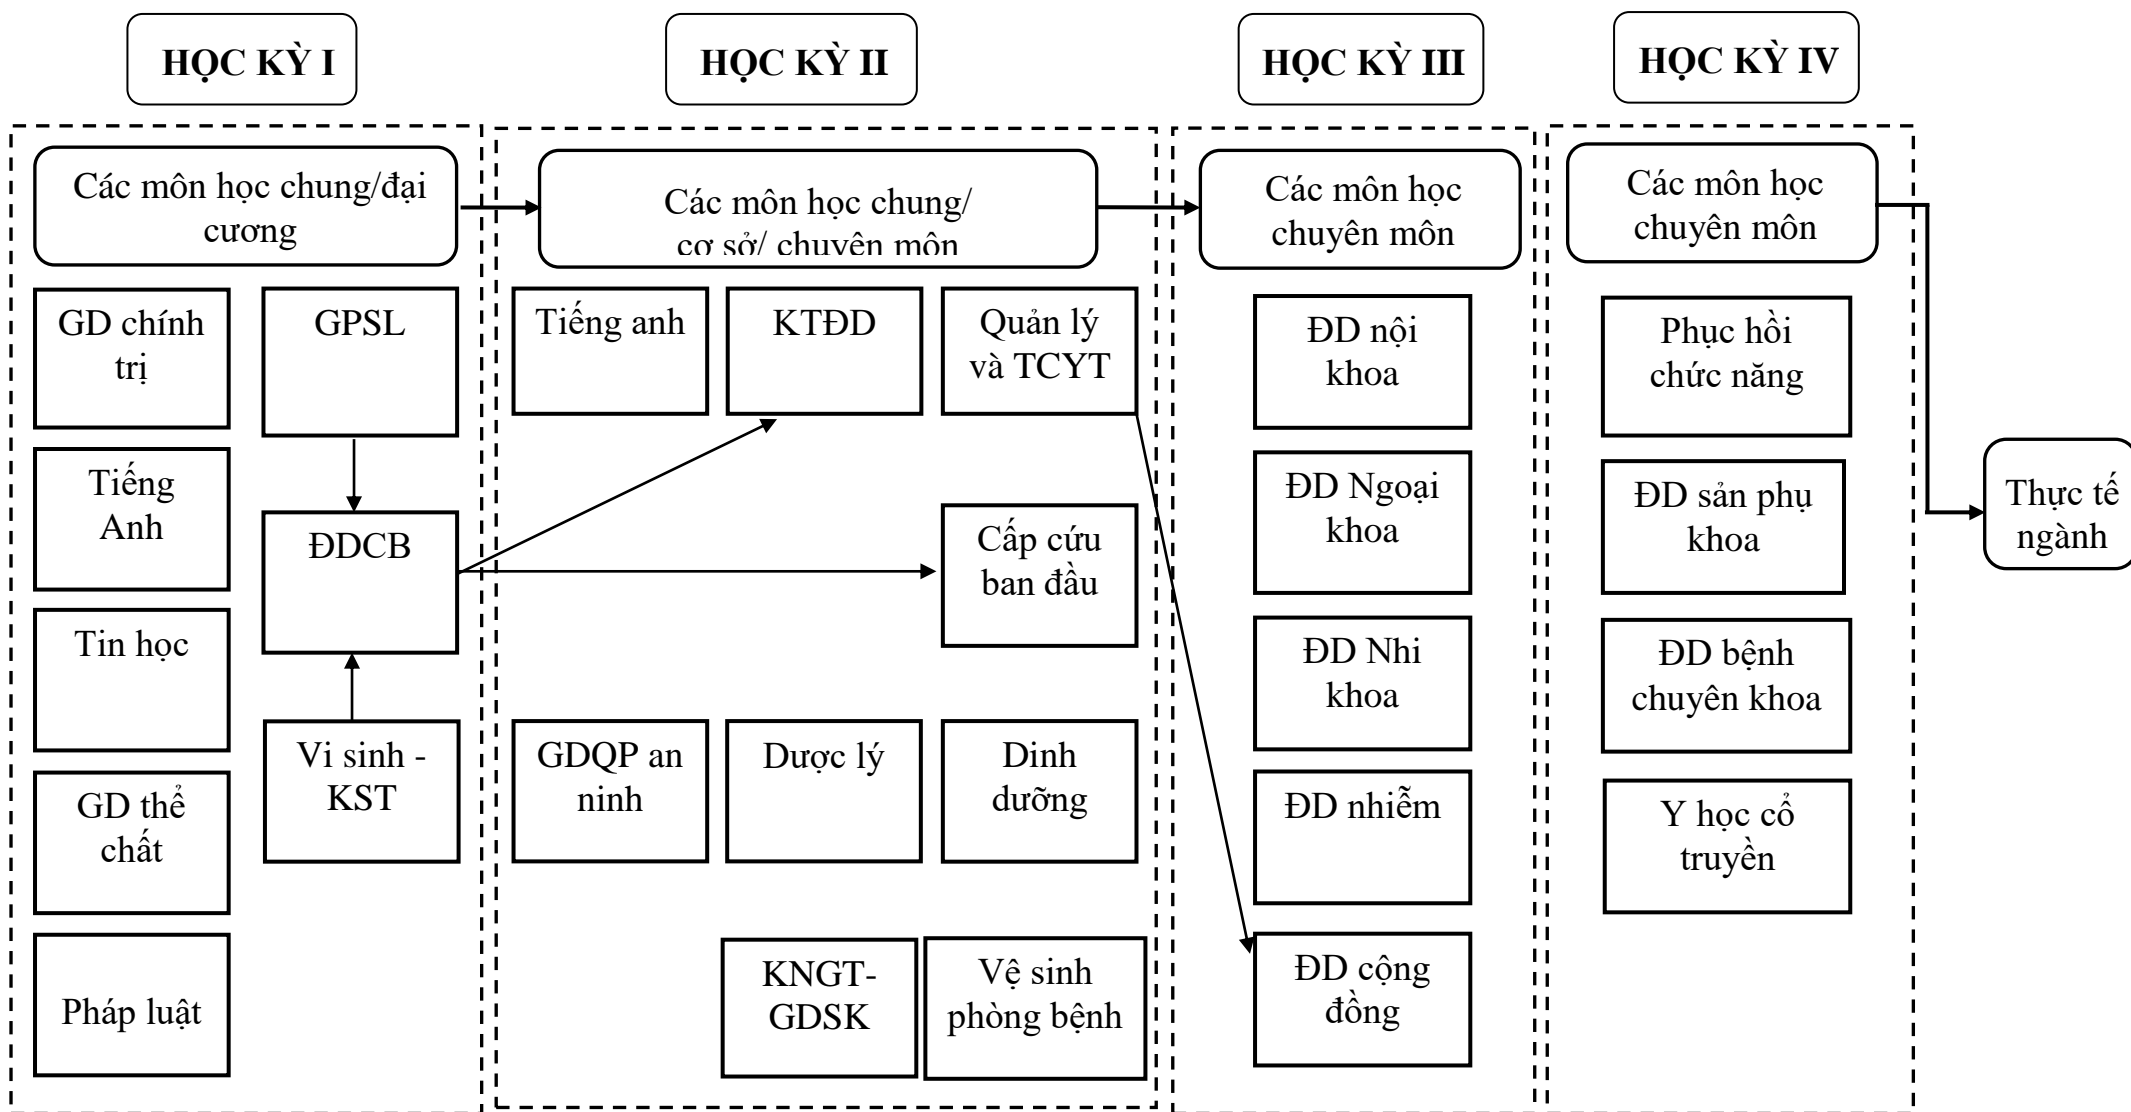 HỌC KỲ I
HỌC KỲ II
HỌC KỲ III
HỌC KỲ IV
Các môn học chung/đại
cương
Các môn học chung/
cơ sở/ chuyên môn
Các môn học
chuyên môn
Các môn học
chuyên môn
GD chính
trị
GPSL
Tiếng
Anh
ĐDCB
Tin học
Vi sinh -
KST
GD thể
chất
Pháp luật
Tiếng anh
KTĐD
Quản lý
và TCYT
Cấp cứu
ban đầu
GDQP an
ninh
Dược lý
Dinh
dưỡng
KNGT-
GDSK
Vệ sinh
phòng bệnh
ĐD nội
khoa
ĐD Ngoại
khoa
ĐD Nhi
khoa
ĐD nhiễm
ĐD cộng
đồng
Phục hồi
chức năng
ĐD sản phụ
khoa
ĐD bệnh
chuyên khoa
Y học cổ
truyền
Thực tế
ngành